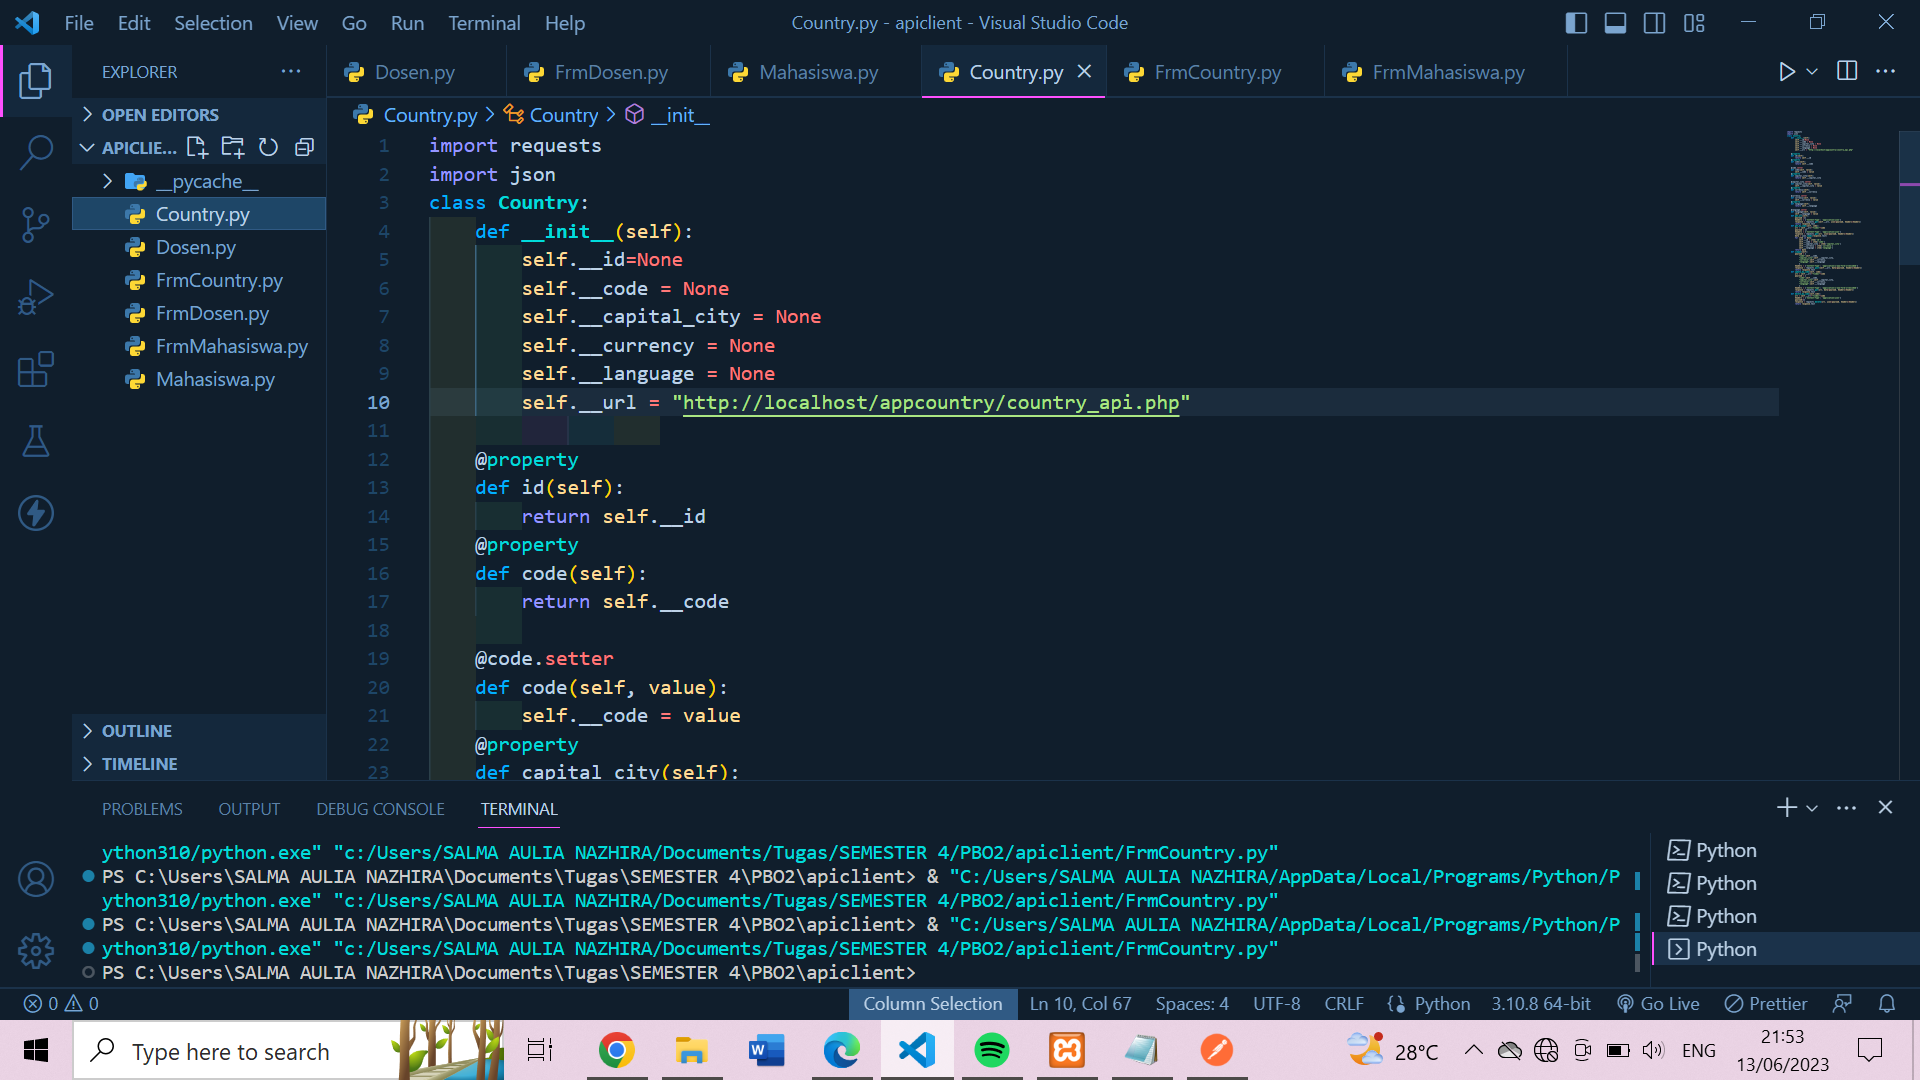 File Edit Selection View Go Run Terminal Help
Country.py - apiclient - Visual Studio Code
EXPLORER
Dosen.py
FrmDosen.py
Mahasiswa.py
Country.py
FrmCountry.py
FrmMahasiswa.py
OPEN EDITORS
APICLIE...
__pycache__
Country.py
Dosen.py
FrmCountry.py
FrmDosen.py
FrmMahasiswa.py
Mahasiswa.py
OUTLINE
TIMELINE
Country.py > Country > __init__
1 import requests
2 import json
3 class Country:
4 def __init__(self):
5 self.__id=None
6 self.__code = None
7 self.__capital_city = None
8 self.__currency = None
9 self.__language = None
10 self.__url = "http://localhost/appcountry/country_api.php"
11
12 @property
13 def id(self):
14 return self.__id
15 @property
16 def code(self):
17 return self.__code
18
19 @code.setter
20 def code(self, value):
21 self.__code = value
22 @property
23 def capital_city(self):
PROBLEMS OUTPUT DEBUG CONSOLE TERMINAL
ython310/python.exe" "c:/Users/SALMA AULIA NAZHIRA/Documents/Tugas/SEMESTER 4/PBO2/apiclient/FrmCountry.py"
PS C:\Users\SALMA AULIA NAZHIRA\Documents\Tugas\SEMESTER 4\PBO2\apiclient> & "C:/Users/SALMA AULIA NAZHIRA/AppData/Local/Programs/Python/P
ython310/python.exe" "c:/Users/SALMA AULIA NAZHIRA/Documents/Tugas/SEMESTER 4/PBO2/apiclient/FrmCountry.py"
PS C:\Users\SALMA AULIA NAZHIRA\Documents\Tugas\SEMESTER 4\PBO2\apiclient> & "C:/Users/SALMA AULIA NAZHIRA/AppData/Local/Programs/Python/P
ython310/python.exe" "c:/Users/SALMA AULIA NAZHIRA/Documents/Tugas/SEMESTER 4/PBO2/apiclient/FrmCountry.py"
PS C:\Users\SALMA AULIA NAZHIRA\Documents\Tugas\SEMESTER 4\PBO2\apiclient>
Python
Python
Python
Python
0 0 Column Selection Ln 10, Col 67 Spaces: 4 UTF-8 CRLF Python 3.10.8 64-bit Go Live Prettier
Type here to search
28°C
ENG
21:53
13/06/2023